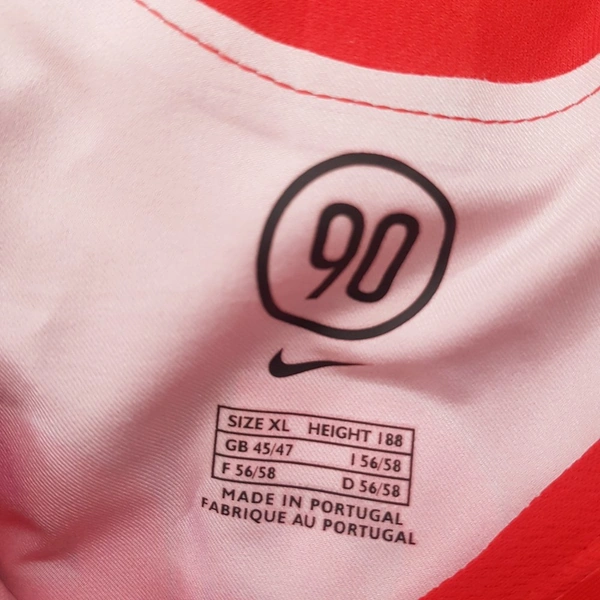 90
SIZE XL HEIGHT 188
GB 45/47 I 56/58
F 56/58 D 56/58
MADE IN PORTUGAL
FABRIQUE AU PORTUGAL